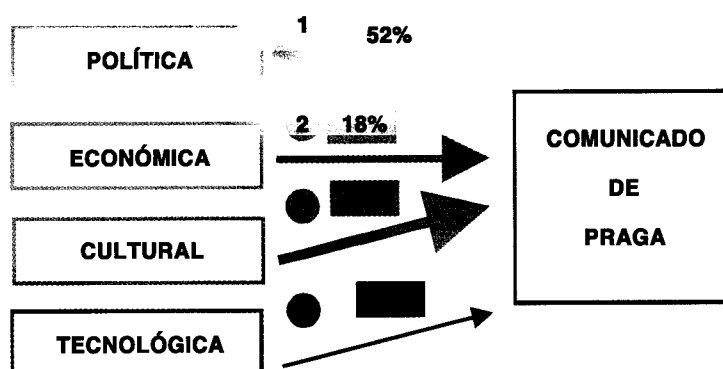 1
52%
POLÍTICA
2
18%
ECONÓMICA
CULTURAL
TECNOLÓGICA
COMUNICADO
DE
PRAGA